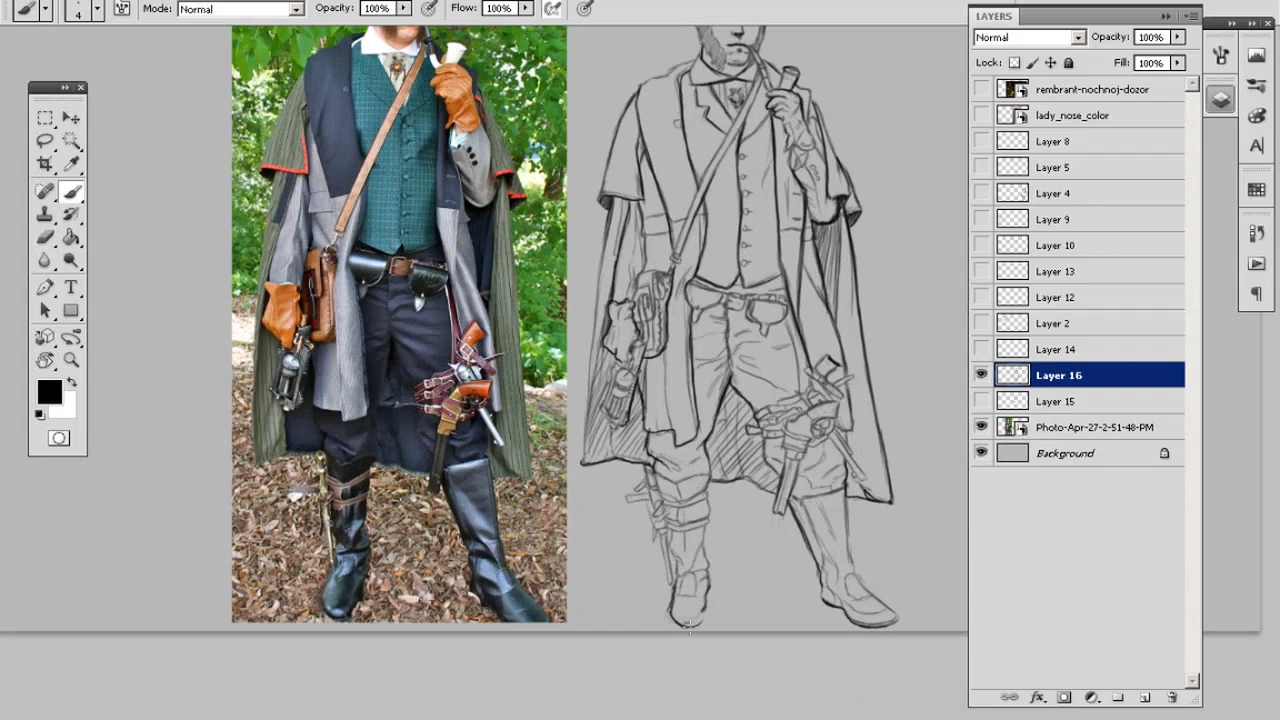 4 Mode: Normal Opacity: 100% Flow: 100%
LAYERS
Normal Opacity: 100%
Lock: Fill: 100%
rembrant-nochnoj-dozor
lady_nose_color
Layer 8
Layer 5
Layer 4
Layer 9
Layer 10
Layer 13
Layer 12
Layer 2
Layer 14
Layer 16
Layer 15
Photo-Apr-27-2-51-48-PM
Background